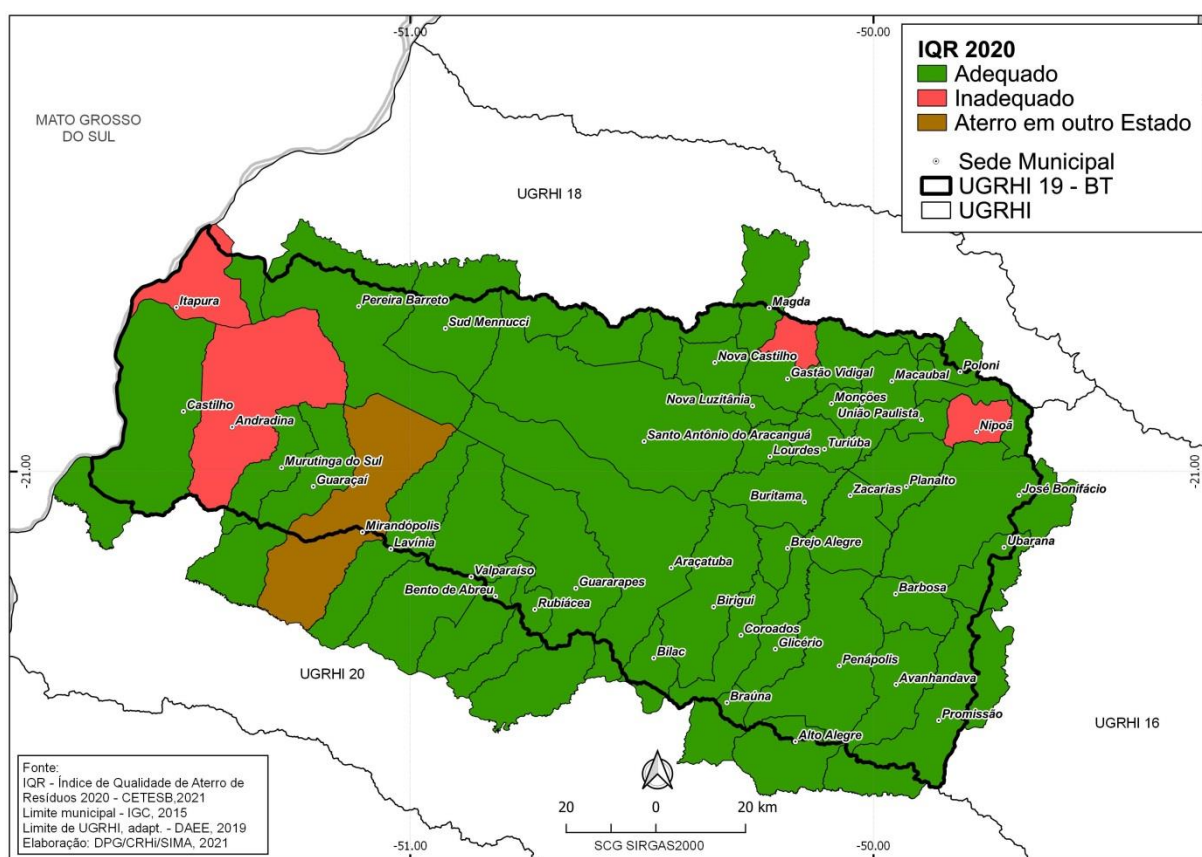 -51.00
-50.00
IQR 2020
Adequado
Inadequado
Aterro em outro Estado
Sede Municipal
UGRHI 19 - BT
UGRHI
MATO GROSSO
DO SUL
UGRHI 18
Itapura
Pereira Barreto
Sud Mennucci
Magda
Nova Castilho
Gastão Vidigal
Macaubal
Poloni
Castilho
Andradina
Nova Luzitânia
Monções
União Paulista
Nipoã
Santo Antônio do Aracanguá
Turiúba
Lourdes
-21.00
-21.00
Murutinga do Sul
Guaraçaí
Buritama
Zacarias
Planalto
José Bonifácio
Mirandópolis
Lavínia
Brejo Alegre
Ubarana
Valparaíso
Bento de Abreu
Rubiácea
Guararapes
Araçatuba
Birigui
Barbosa
Coroados
Glicério
Bilac
Penápolis
Avanhandava
UGRHI 20
Braúna
Promissão
UGRHI 16
Alto Alegre
Fonte:
IQR - Índice de Qualidade de Aterro de
Resíduos 2020 - CETESB,2021
Limite municipal - IGC, 2015
Limite de UGRHI, adapt. - DAEE, 2019
Elaboração: DPG/CRHi/SIMA, 2021
20 0 20 km
SCG SIRGAS2000
-51.00
-50.00